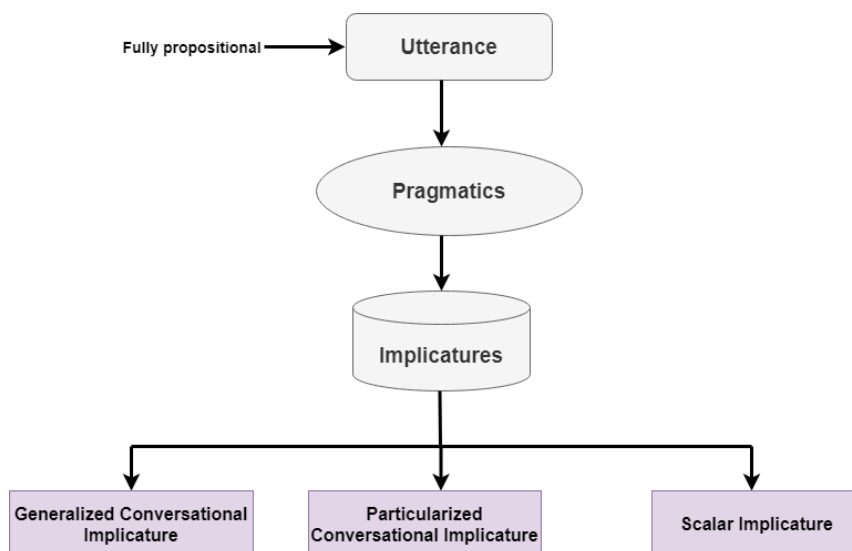 Fully propositional
Utterance
Pragmatics
Implicatures
Generalized Conversational
Implicature
Particularized
Conversational Implicature
Scalar Implicature